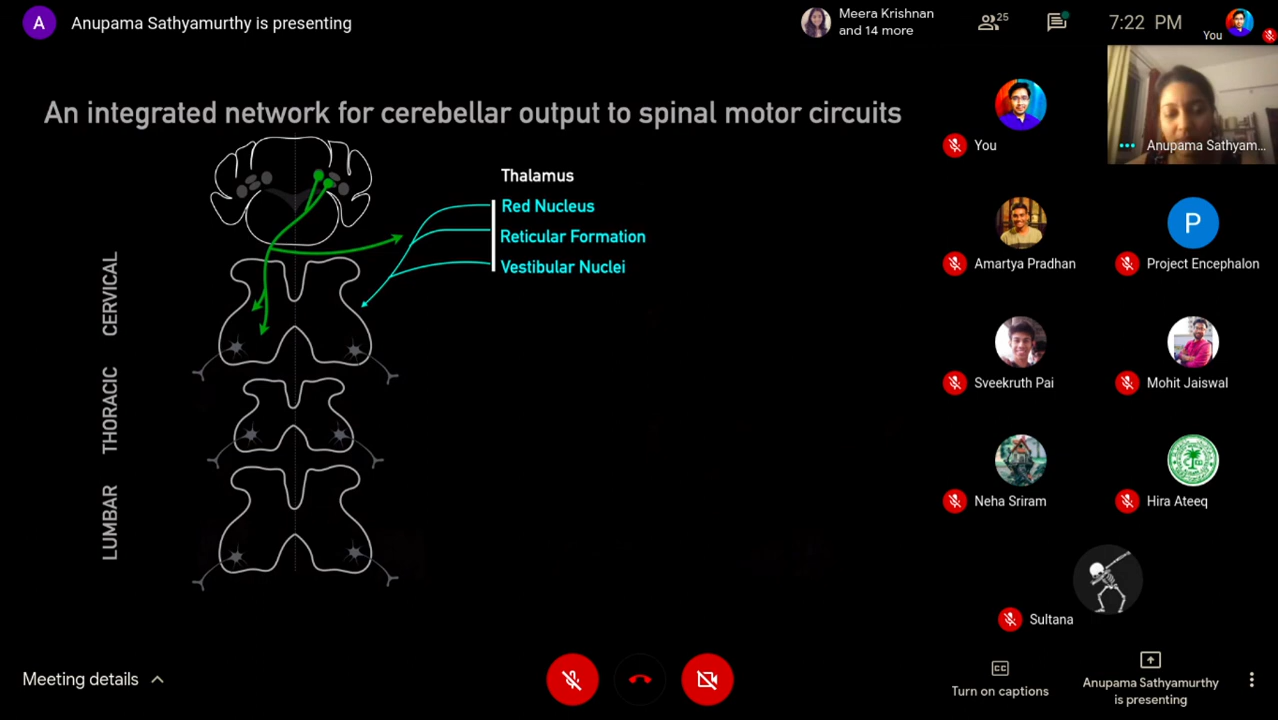 A
Anupama Sathyamurthy is presenting
Meera Krishnan
and 14 more
25
7:22 PM
You
An integrated network for cerebellar output to spinal motor circuits
Thalamus
Red Nucleus
Reticular Formation
Vestibular Nuclei
CERVICAL
THORACIC
LUMBAR
You
Anupama Sathyam...
Amartya Pradhan
P
Project Encephalon
Sveekruth Pai
Mohit Jaiswal
Neha Sriram
Hira Ateeq
Sultana
Meeting details
CC
Turn on captions
Anupama Sathyamurthy
is presenting